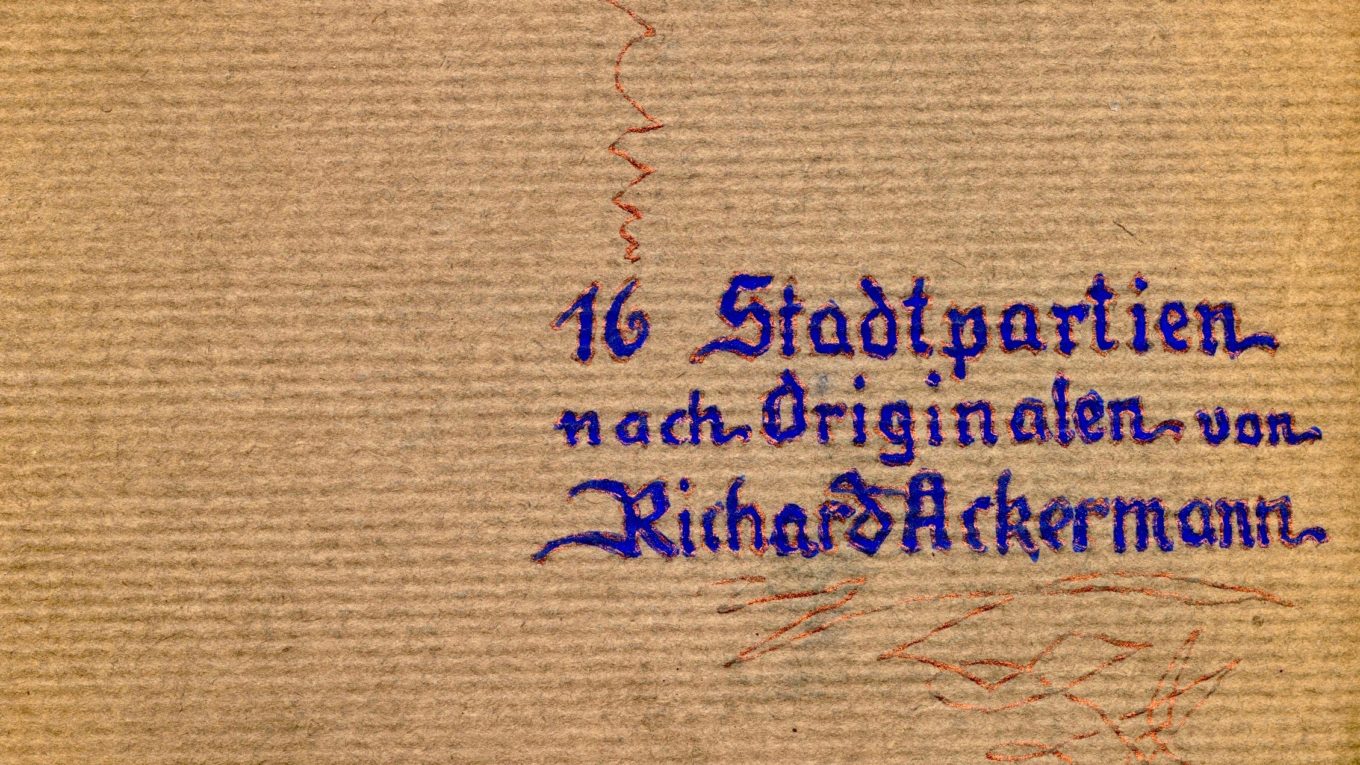 16 Stadtpartien
nach Originalen von
Richard Ackermann